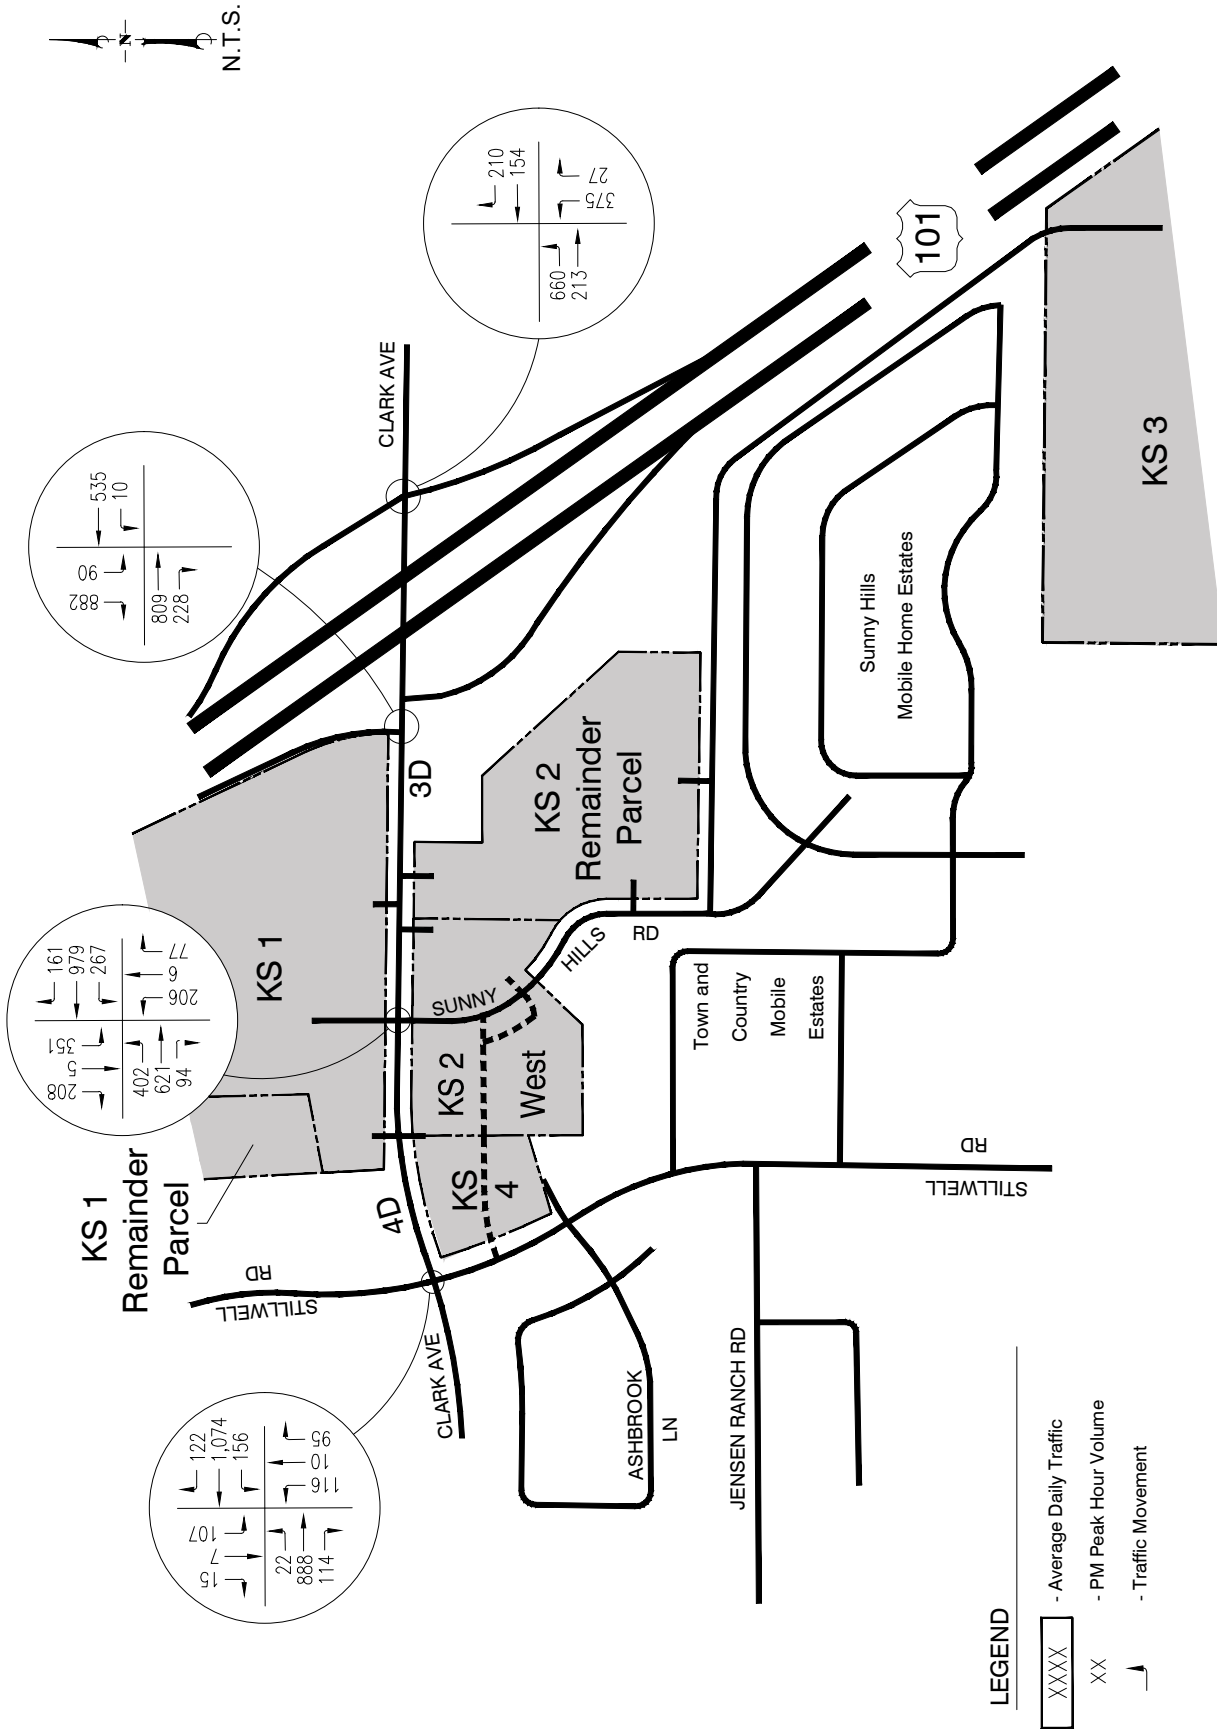 N
N.T.S.
210
154
27
375
660
213
535
10
90
882
809
228
161
979
267
77
6
206
351
5
208
402
621
94
122
1,074
156
95
10
116
107
7
15
22
888
114
CLARK AVE
101
KS 1
3D
KS 2
Remainder
Parcel
KS 3
Sunny Hills
Mobile Home Estates
SUNNY
HILLS
RD
KS 2
West
KS
4
4D
KS 1
Remainder
Parcel
Town and
Country
Mobile
Estates
STILLWELL
RD
STILLWELL
RD
CLARK AVE
ASHBROOK
LN
JENSEN RANCH RD
LEGEND
XXXX - Average Daily Traffic
XX - PM Peak Hour Volume
- Traffic Movement